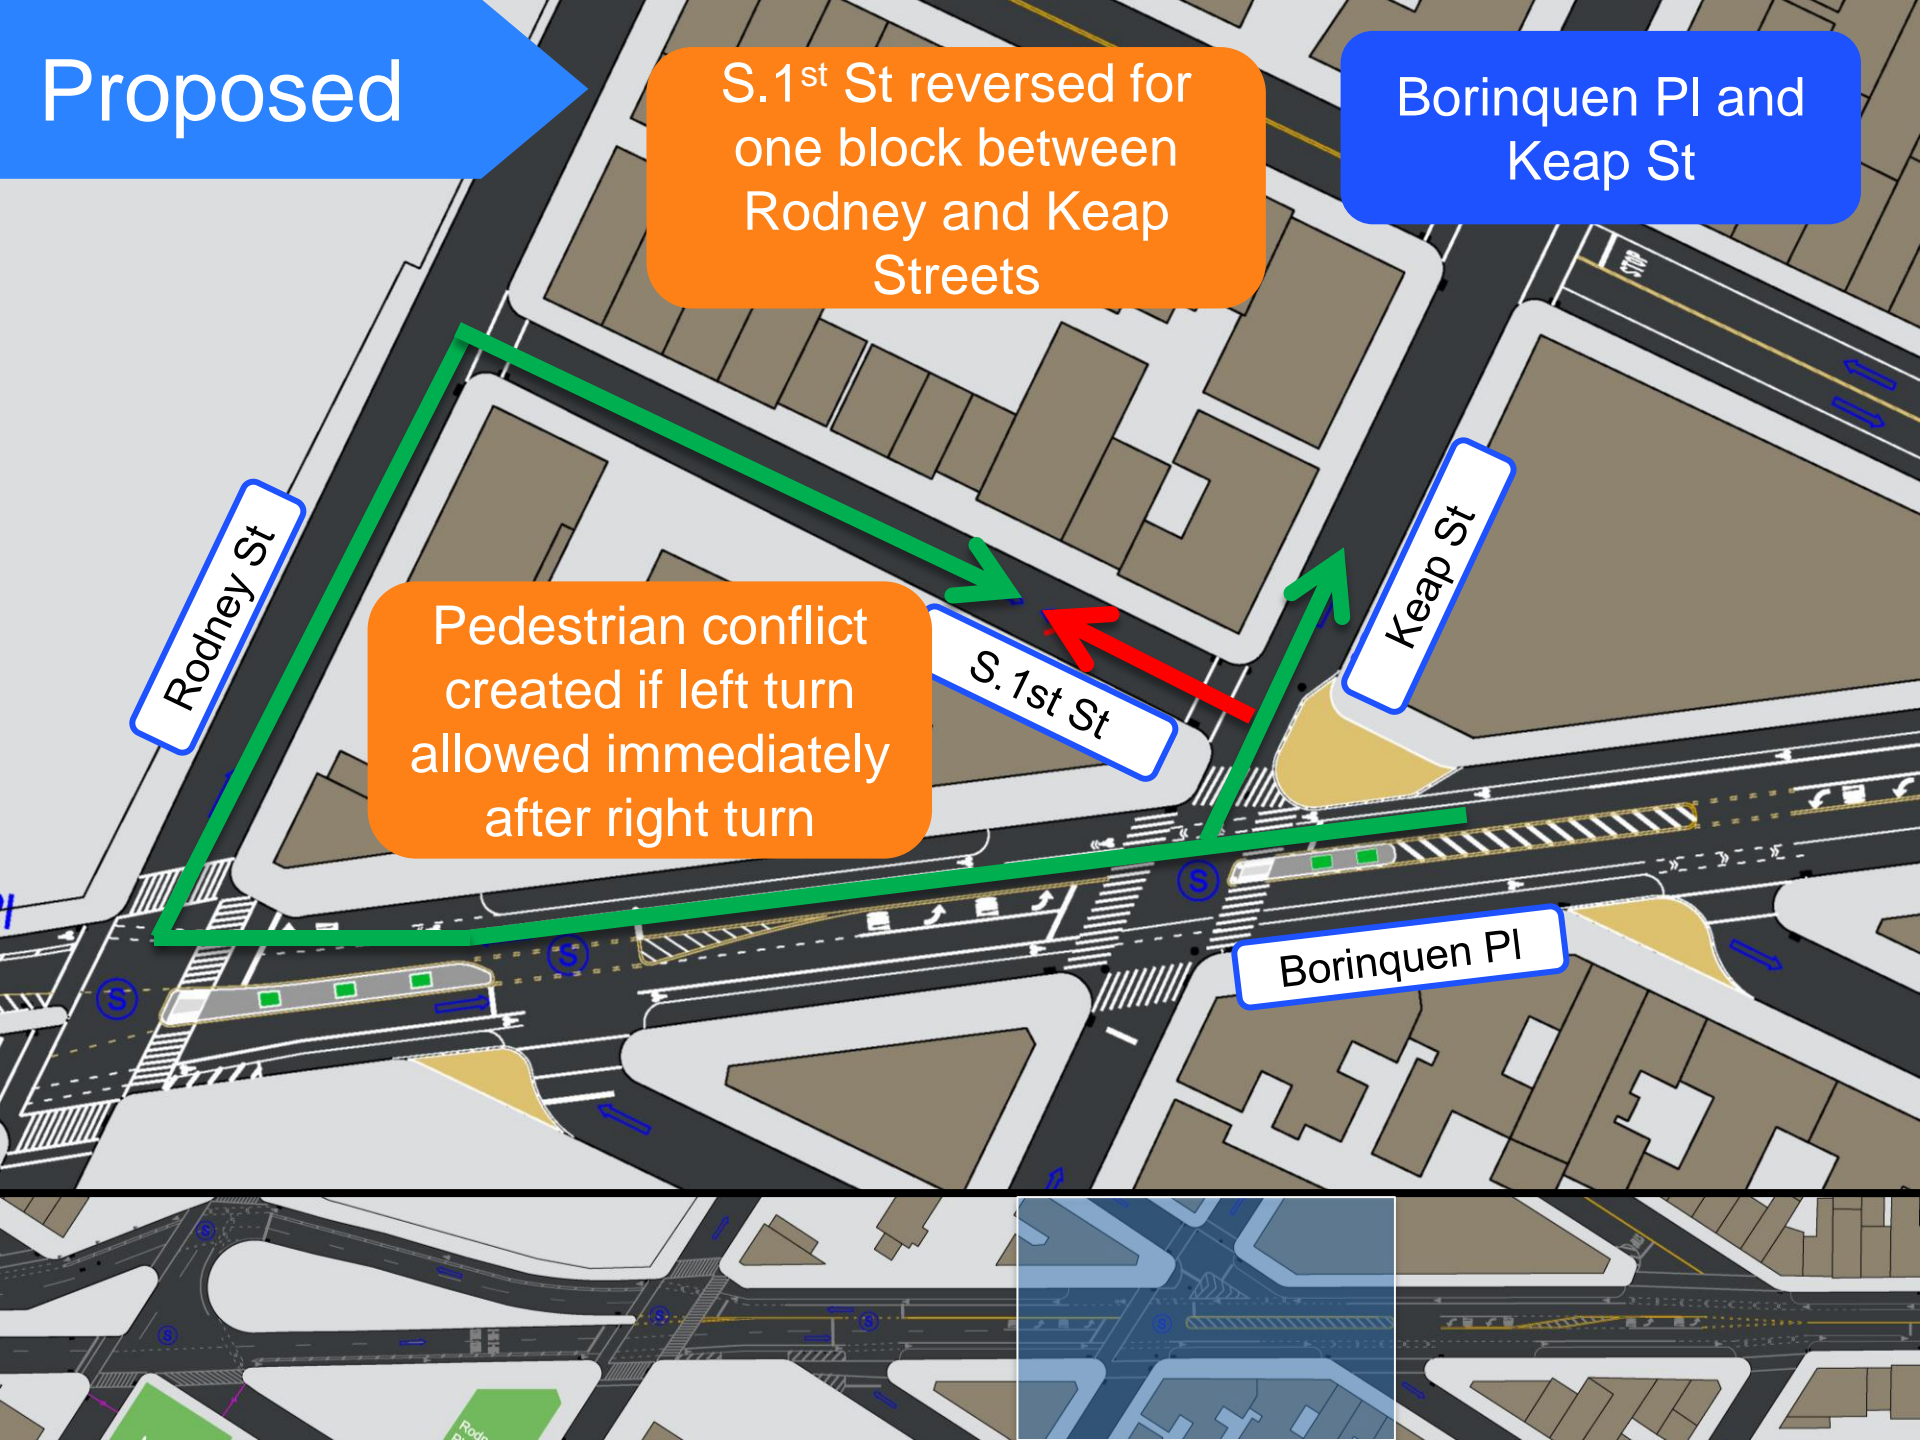 Proposed
S.1st St reversed for
one block between
Rodney and Keap
Streets
Borinquen Pl and
Keap St
STOP
Rodney St
Keap St
Pedestrian conflict
created if left turn
allowed immediately
after right turn
S.1st St
S
S
S
Borinquen Pl
S
S
S
S
S